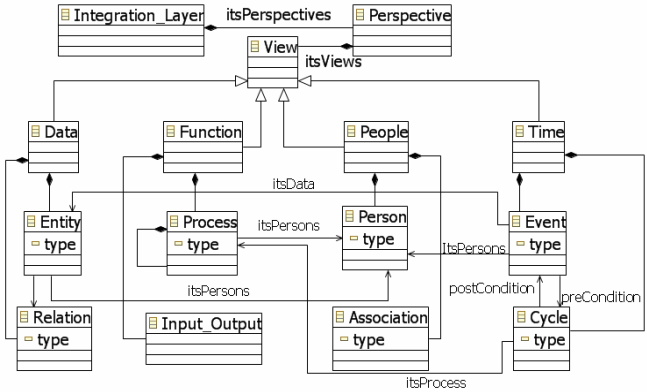 Integration_Layer
itsPerspectives
Perspective
View
itsViews
Data
Function
People
Time
itsData
Entity
type
Process
type
itsPersons
Person
type
ItsPersons
Event
type
itsPersons
postCondition
preCondition
Relation
type
Input_Output
Association
type
Cycle
type
itsProcess